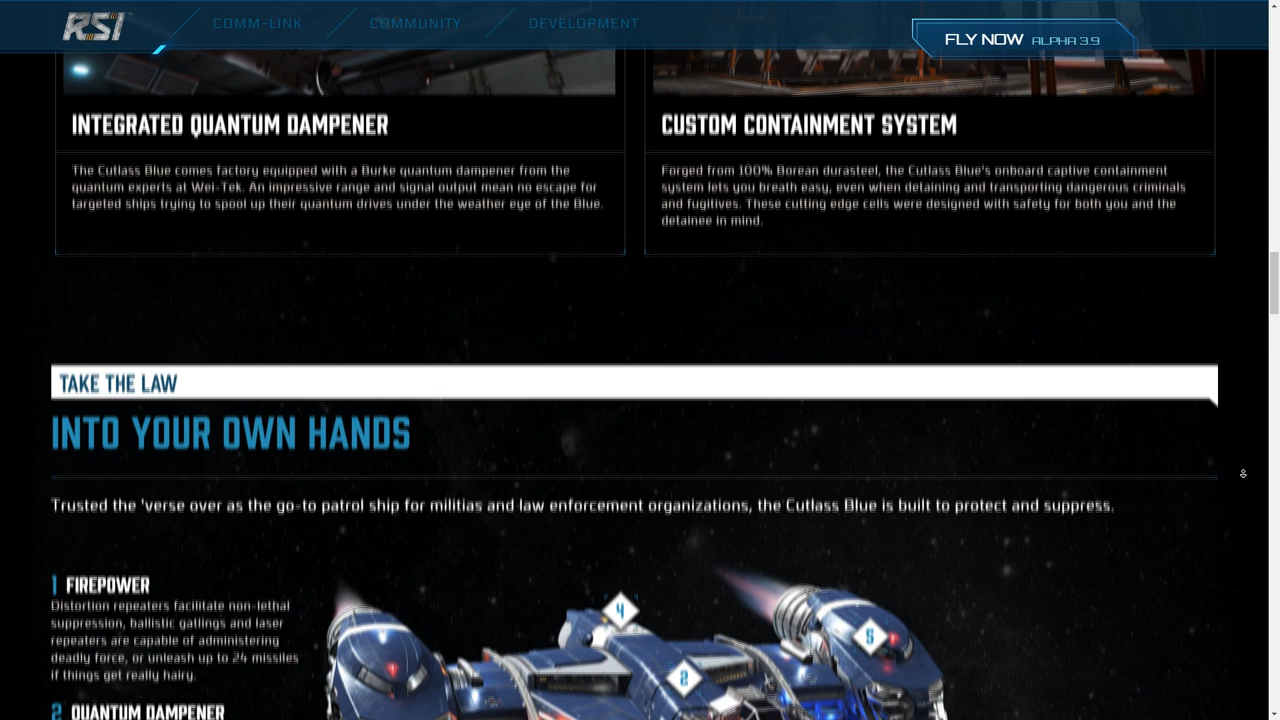 RSI
COMM-LINK
COMMUNITY
DEVELOPMENT
FLY NOW ALPHA 3.9
INTEGRATED QUANTUM DAMPENER
The Cutlass Blue comes factory equipped with a Burke quantum dampener from the
quantum experts at Wei-Tek. An impressive range and signal output mean no escape for
targeted ships trying to spool up their quantum drives under the weather eye of the Blue.
CUSTOM CONTAINMENT SYSTEM
Forged from 100% Borean durasteel, the Cutlass Blue's onboard captive containment
system lets you breath easy, even when detaining and transporting dangerous criminals
and fugitives. These cutting edge cells were designed with safety for both you and the
detainee in mind.
TAKE THE LAW
INTO YOUR OWN HANDS
Trusted the 'verse over as the go-to patrol ship for militias and law enforcement organizations, the Cutlass Blue is built to protect and suppress.
1 FIREPOWER
Distortion repeaters facilitate non-lethal
suppression, ballistic gatlings and laser
repeaters are capable of administering
deadly force, or unleash up to 24 missiles
if things get really hairy.
2 QUANTUM DAMPENER
4
5
2